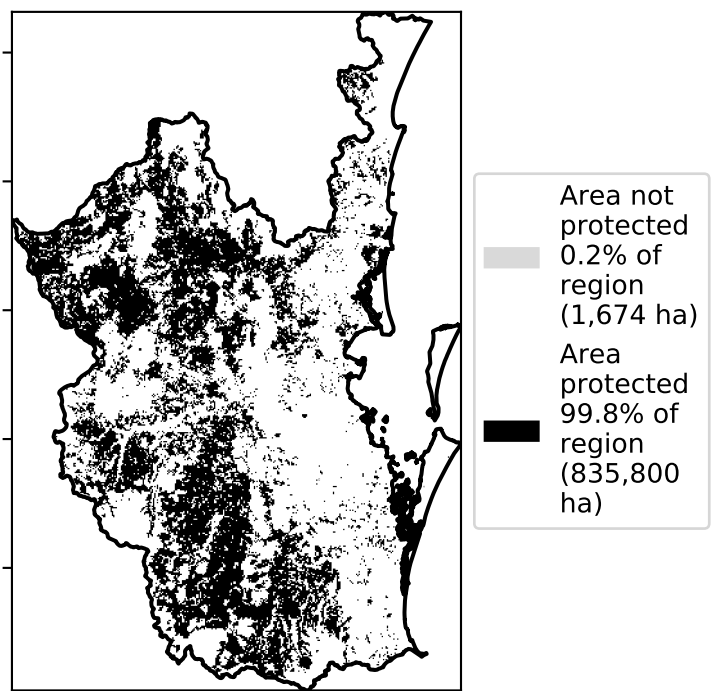 Area not
protected
0.2% of
region
(1,674 ha)
Area
protected
99.8% of
region
(835,800
ha)